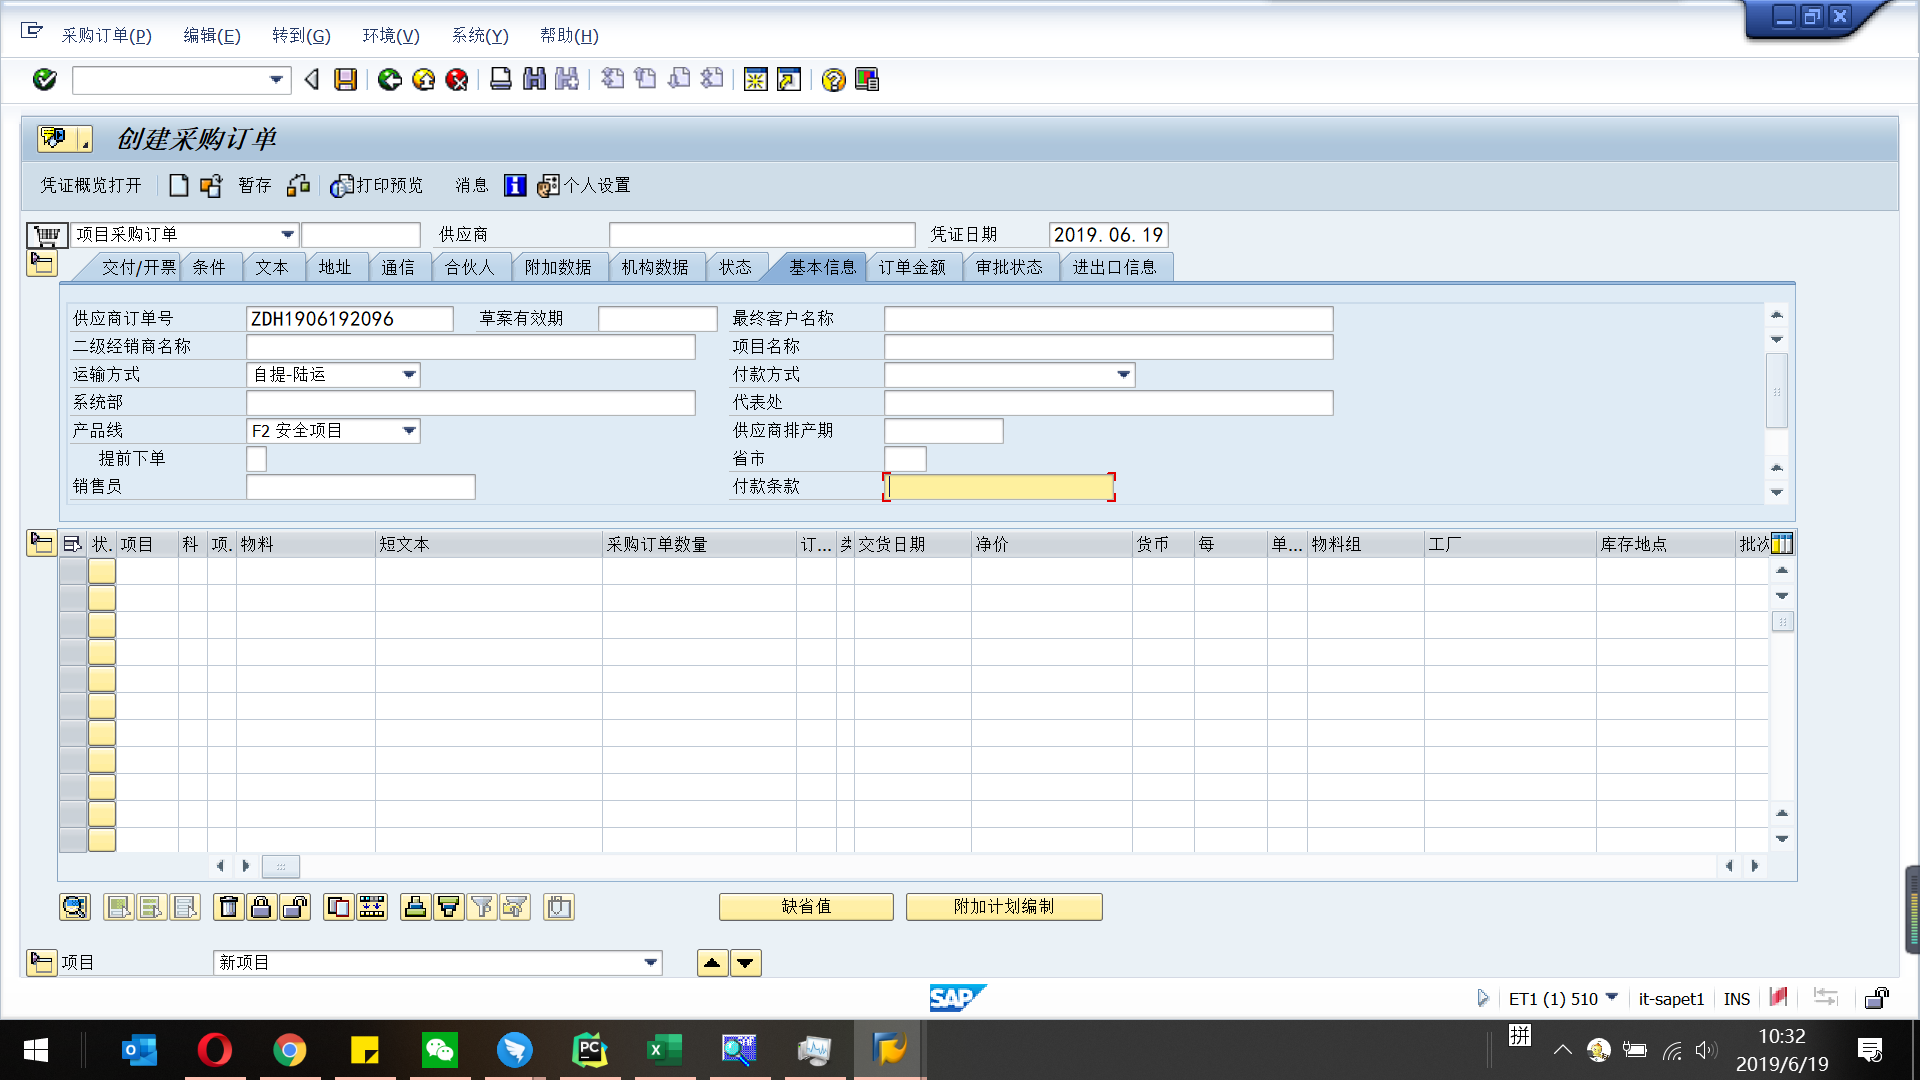 采购订单(P) 编辑(E) 转到(G) 环境(V) 系统(Y) 帮助(H)
创建采购订单
凭证概览打开 暂存 打印预览 消息 个人设置
项目采购订单 供应商 凭证日期 2019.06.19
交付/开票 条件 文本 地址 通信 合伙人 附加数据 机构数据 状态 基本信息 订单金额 审批状态 进出口信息
供应商订单号 ZDH1906192096 草案有效期 最终客户名称
二级经销商名称 项目名称
运输方式 自提-陆运 付款方式
系统部 代表处
产品线 F2 安全项目 供应商排产期
提前下单 省市
销售员 付款条款
状. 项目 科 项. 物料 短文本 采购订单数量 订... 交货日期 净价 货币 每 单... 物料组 工厂 库存地点 批次
缺省值 附加计划编制
项目 新项目
SAP ET1 (1) 510 it-sapet1 INS
拼 10:32
2019/6/19